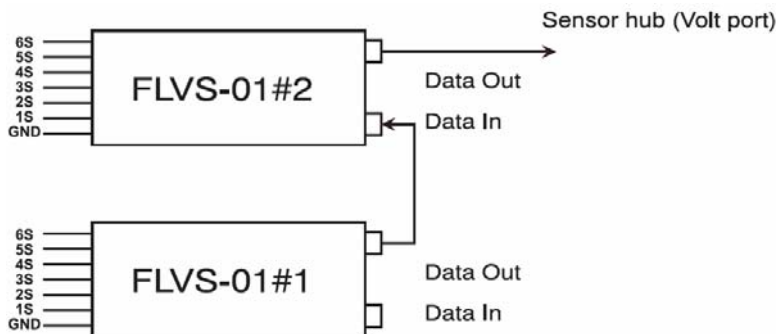 Sensor hub (Volt port)
6S
5S
4S
3S
2S
1S
GND
FLVS-01#2
Data Out
Data In
6S
5S
4S
3S
2S
1S
GND
FLVS-01#1
Data Out
Data In